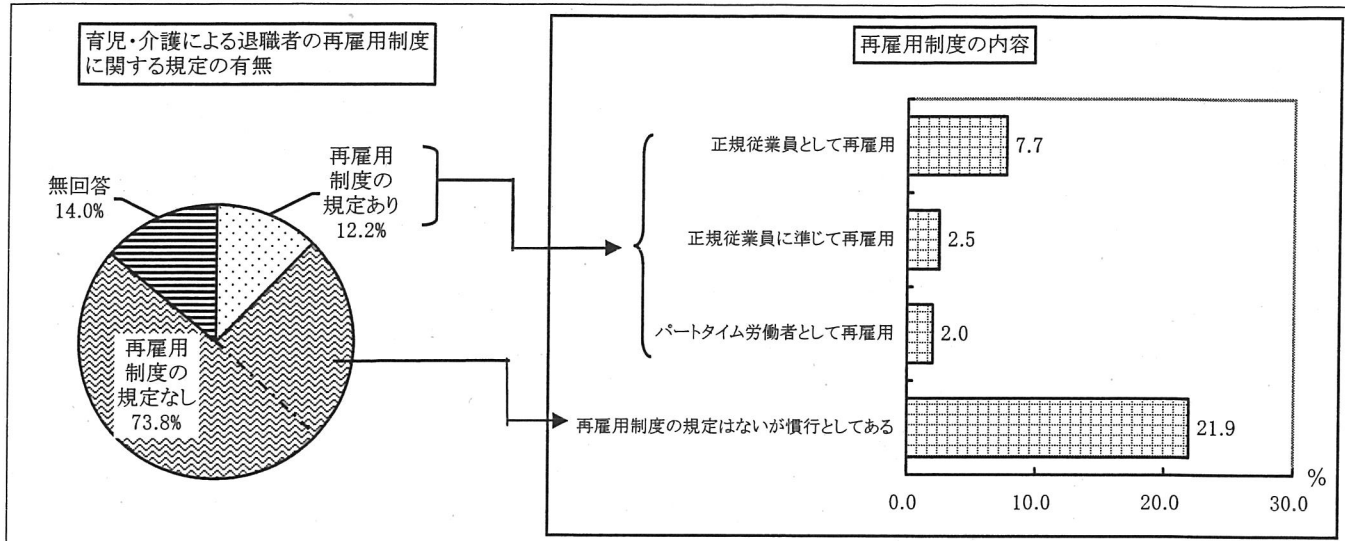 育児・介護による退職者の再雇用制度
に関する規定の有無
無回答
14.0%
再雇用
制度の
規定あり
12.2%
再雇用
制度の
規定なし
73.8%
再雇用制度の内容
正規従業員として再雇用
7.7
正規従業員に準じて再雇用
2.5
パートタイム労働者として再雇用
2.0
再雇用制度の規定はないが慣行としてある
21.9
%
0.0 10.0 20.0 30.0